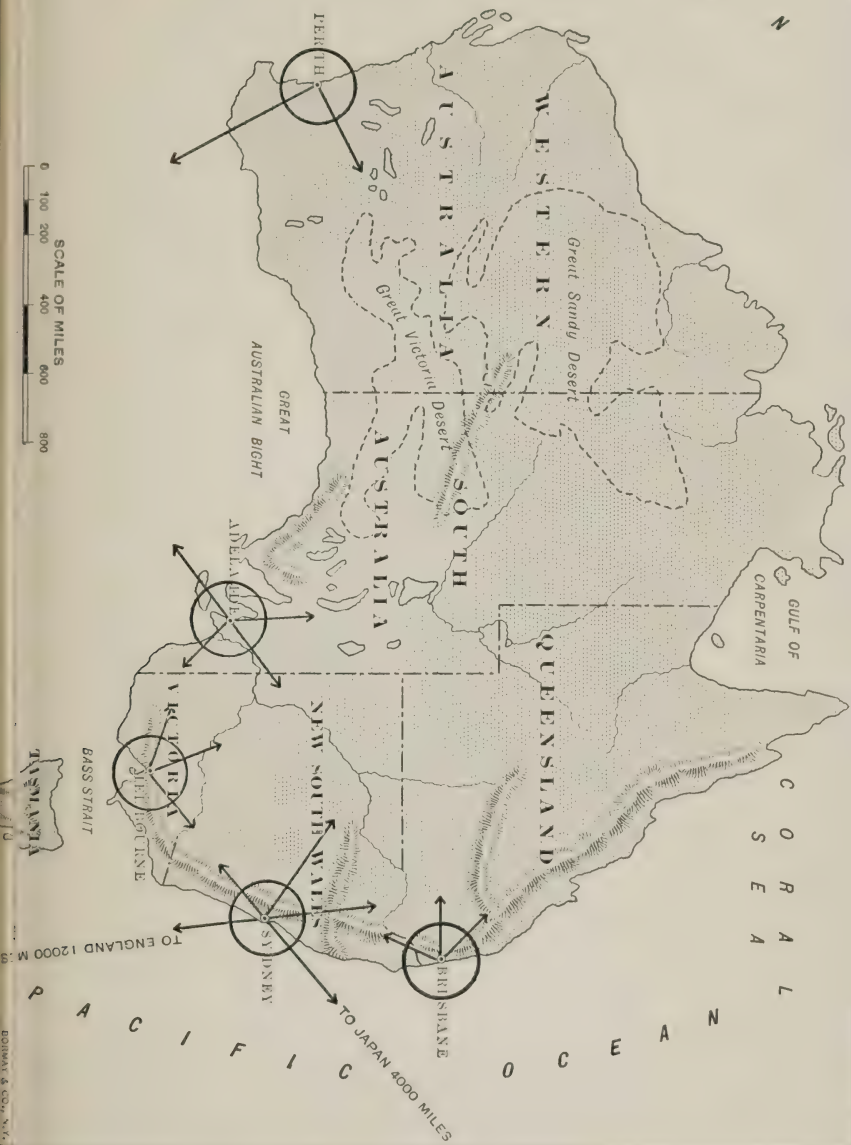 N
PERTH
WESTERN
AUSTRALIA
Great Sandy Desert
Great Victoria Desert
SOUTH
AUSTRALIA
GREAT
AUSTRALIAN BIGHT
ADELAIDE
GULF OF
CARPENTARIA
QUEENSLAND
NEW SOUTH WALES
VICTORIA
MELBOURNE
BASS STRAIT
TASMANIA
SYDNEY
BRISBANE
CORAL
SEA
PACIFIC OCEAN
TO ENGLAND 12000 M
TO JAPAN 4000 MILES
SCALE OF MILES
0 100 200 400 600 800
BORMAY & CO., N.Y.